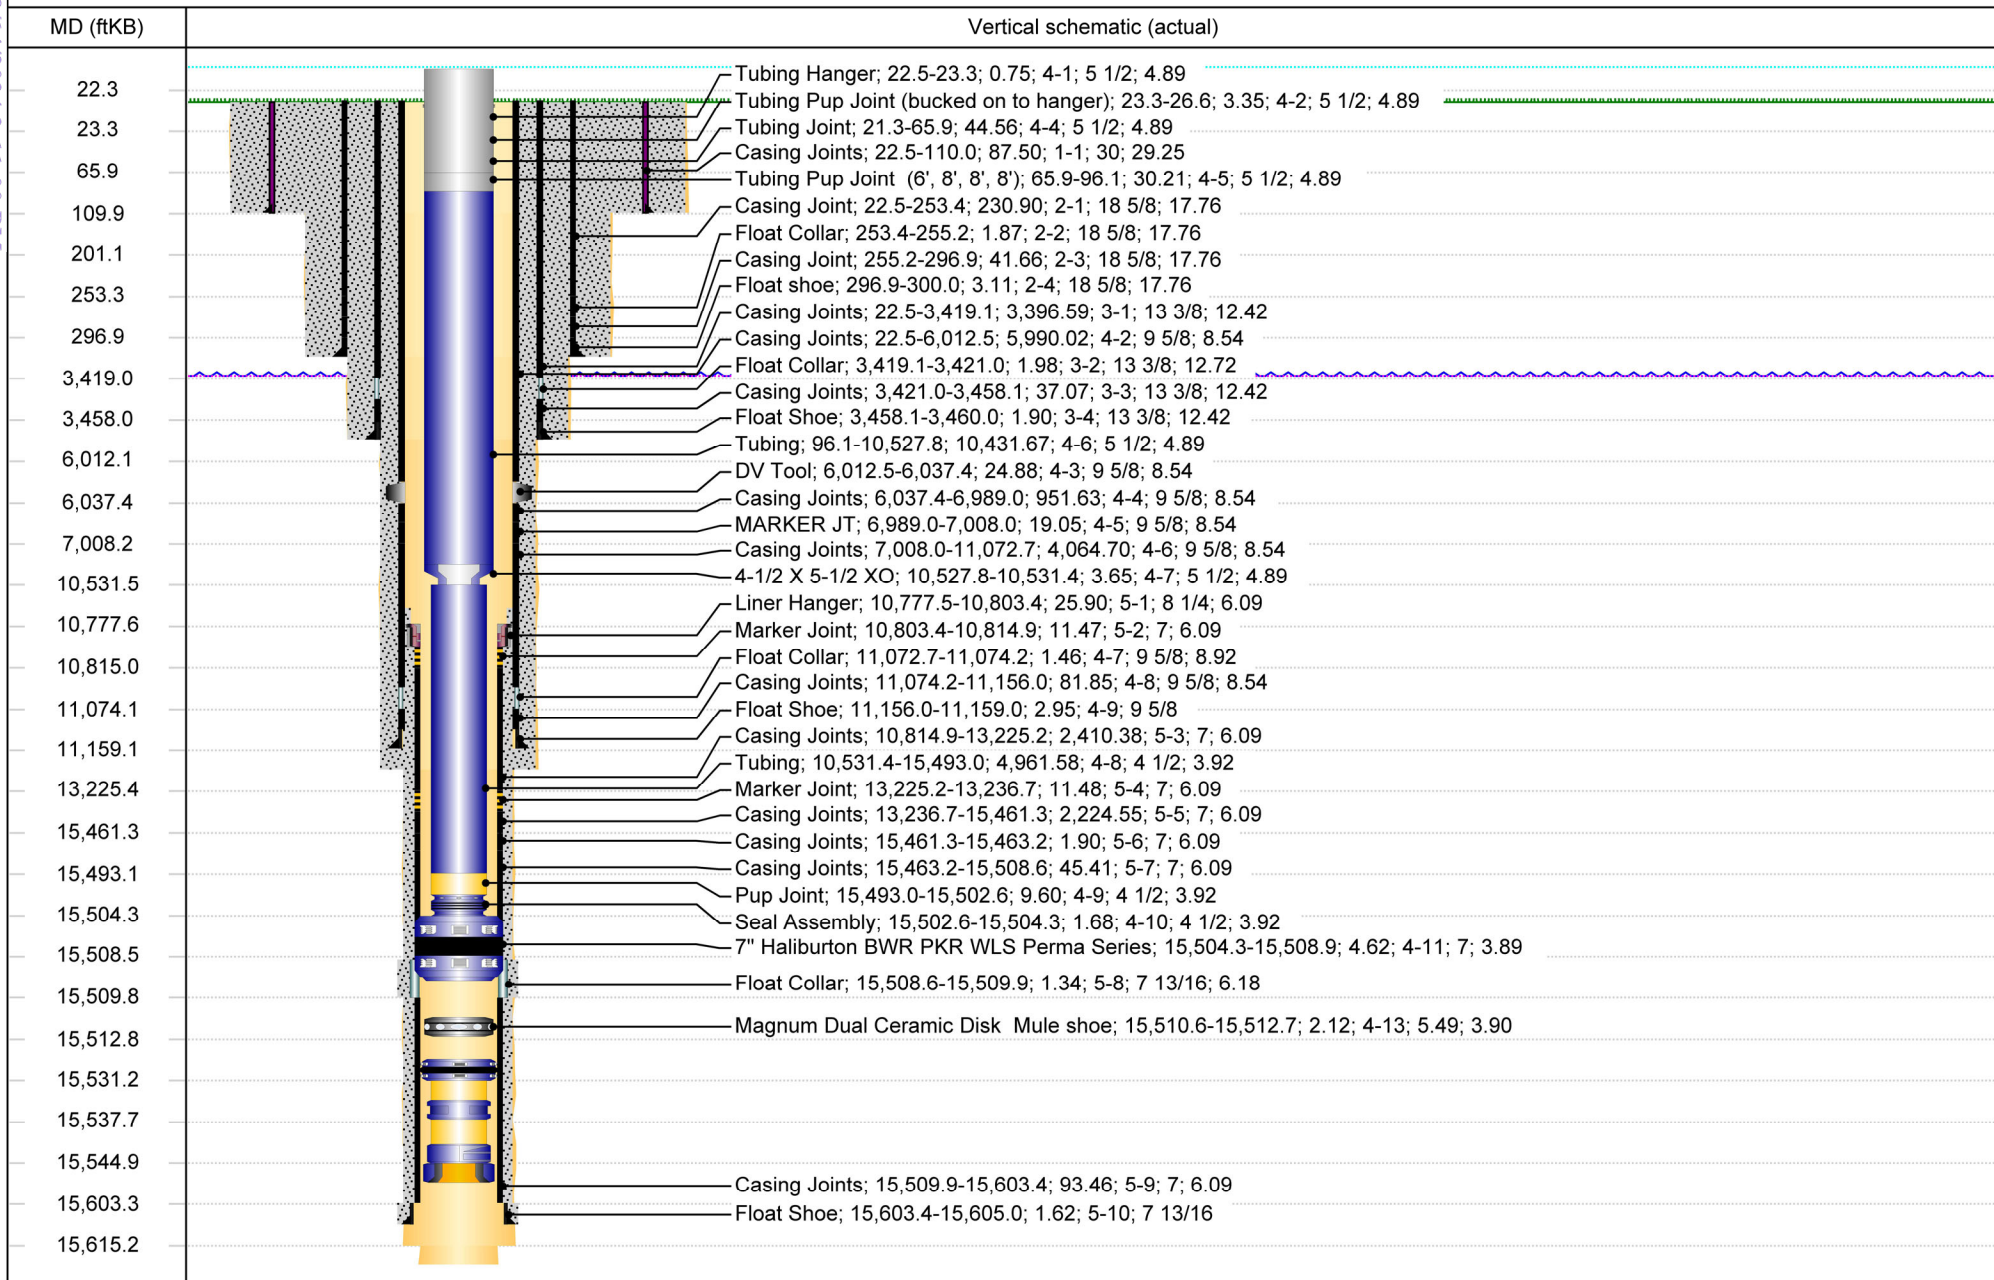 MD (ftKB)
Vertical schematic (actual)
22.3
23.3
65.9
109.9
201.1
253.3
296.9
3,419.0
3,458.0
6,012.1
6,037.4
7,008.2
10,531.5
10,777.6
10,815.0
11,074.1
11,159.1
13,225.4
15,461.3
15,493.1
15,504.3
15,508.5
15,509.8
15,512.8
15,531.2
15,537.7
15,544.9
15,603.3
15,615.2
Tubing Hanger; 22.5-23.3; 0.75; 4-1; 5 1/2; 4.89
Tubing Pup Joint (bucked on to hanger); 23.3-26.6; 3.35; 4-2; 5 1/2; 4.89
Tubing Joint; 21.3-65.9; 44.56; 4-4; 5 1/2; 4.89
Casing Joints; 22.5-110.0; 87.50; 1-1; 30; 29.25
Tubing Pup Joint  (6', 8', 8', 8'); 65.9-96.1; 30.21; 4-5; 5 1/2; 4.89
Casing Joint; 22.5-253.4; 230.90; 2-1; 18 5/8; 17.76
Float Collar; 253.4-255.2; 1.87; 2-2; 18 5/8; 17.76
Casing Joint; 255.2-296.9; 41.66; 2-3; 18 5/8; 17.76
Float shoe; 296.9-300.0; 3.11; 2-4; 18 5/8; 17.76
Casing Joints; 22.5-3,419.1; 3,396.59; 3-1; 13 3/8; 12.42
Casing Joints; 22.5-6,012.5; 5,990.02; 4-2; 9 5/8; 8.54
Float Collar; 3,419.1-3,421.0; 1.98; 3-2; 13 3/8; 12.72
Casing Joints; 3,421.0-3,458.1; 37.07; 3-3; 13 3/8; 12.42
Float Shoe; 3,458.1-3,460.0; 1.90; 3-4; 13 3/8; 12.42
Tubing; 96.1-10,527.8; 10,431.67; 4-6; 5 1/2; 4.89
DV Tool; 6,012.5-6,037.4; 24.88; 4-3; 9 5/8; 8.54
Casing Joints; 6,037.4-6,989.0; 951.63; 4-4; 9 5/8; 8.54
MARKER JT; 6,989.0-7,008.0; 19.05; 4-5; 9 5/8; 8.54
Casing Joints; 7,008.0-11,072.7; 4,064.70; 4-6; 9 5/8; 8.54
4-1/2 X 5-1/2 XO; 10,527.8-10,531.4; 3.65; 4-7; 5 1/2; 4.89
Liner Hanger; 10,777.5-10,803.4; 25.90; 5-1; 8 1/4; 6.09
Marker Joint; 10,803.4-10,814.9; 11.47; 5-2; 7; 6.09
Float Collar; 11,072.7-11,074.2; 1.46; 4-7; 9 5/8; 8.92
Casing Joints; 11,074.2-11,156.0; 81.85; 4-8; 9 5/8; 8.54
Float Shoe; 11,156.0-11,159.0; 2.95; 4-9; 9 5/8
Casing Joints; 10,814.9-13,225.2; 2,410.38; 5-3; 7; 6.09
Tubing; 10,531.4-15,493.0; 4,961.58; 4-8; 4 1/2; 3.92
Marker Joint; 13,225.2-13,236.7; 11.48; 5-4; 7; 6.09
Casing Joints; 13,236.7-15,461.3; 2,224.55; 5-5; 7; 6.09
Casing Joints; 15,461.3-15,463.2; 1.90; 5-6; 7; 6.09
Casing Joints; 15,463.2-15,508.6; 45.41; 5-7; 7; 6.09
Pup Joint; 15,493.0-15,502.6; 9.60; 4-9; 4 1/2; 3.92
Seal Assembly; 15,502.6-15,504.3; 1.68; 4-10; 4 1/2; 3.92
7" Haliburton BWR PKR WLS Perma Series; 15,504.3-15,508.9; 4.62; 4-11; 7; 3.89
Float Collar; 15,508.6-15,509.9; 1.34; 5-8; 7 13/16; 6.18
Magnum Dual Ceramic Disk  Mule shoe; 15,510.6-15,512.7; 2.12; 4-13; 5.49; 3.90
Casing Joints; 15,509.9-15,603.4; 93.46; 5-9; 7; 6.09
Float Shoe; 15,603.4-15,605.0; 1.62; 5-10; 7 13/16